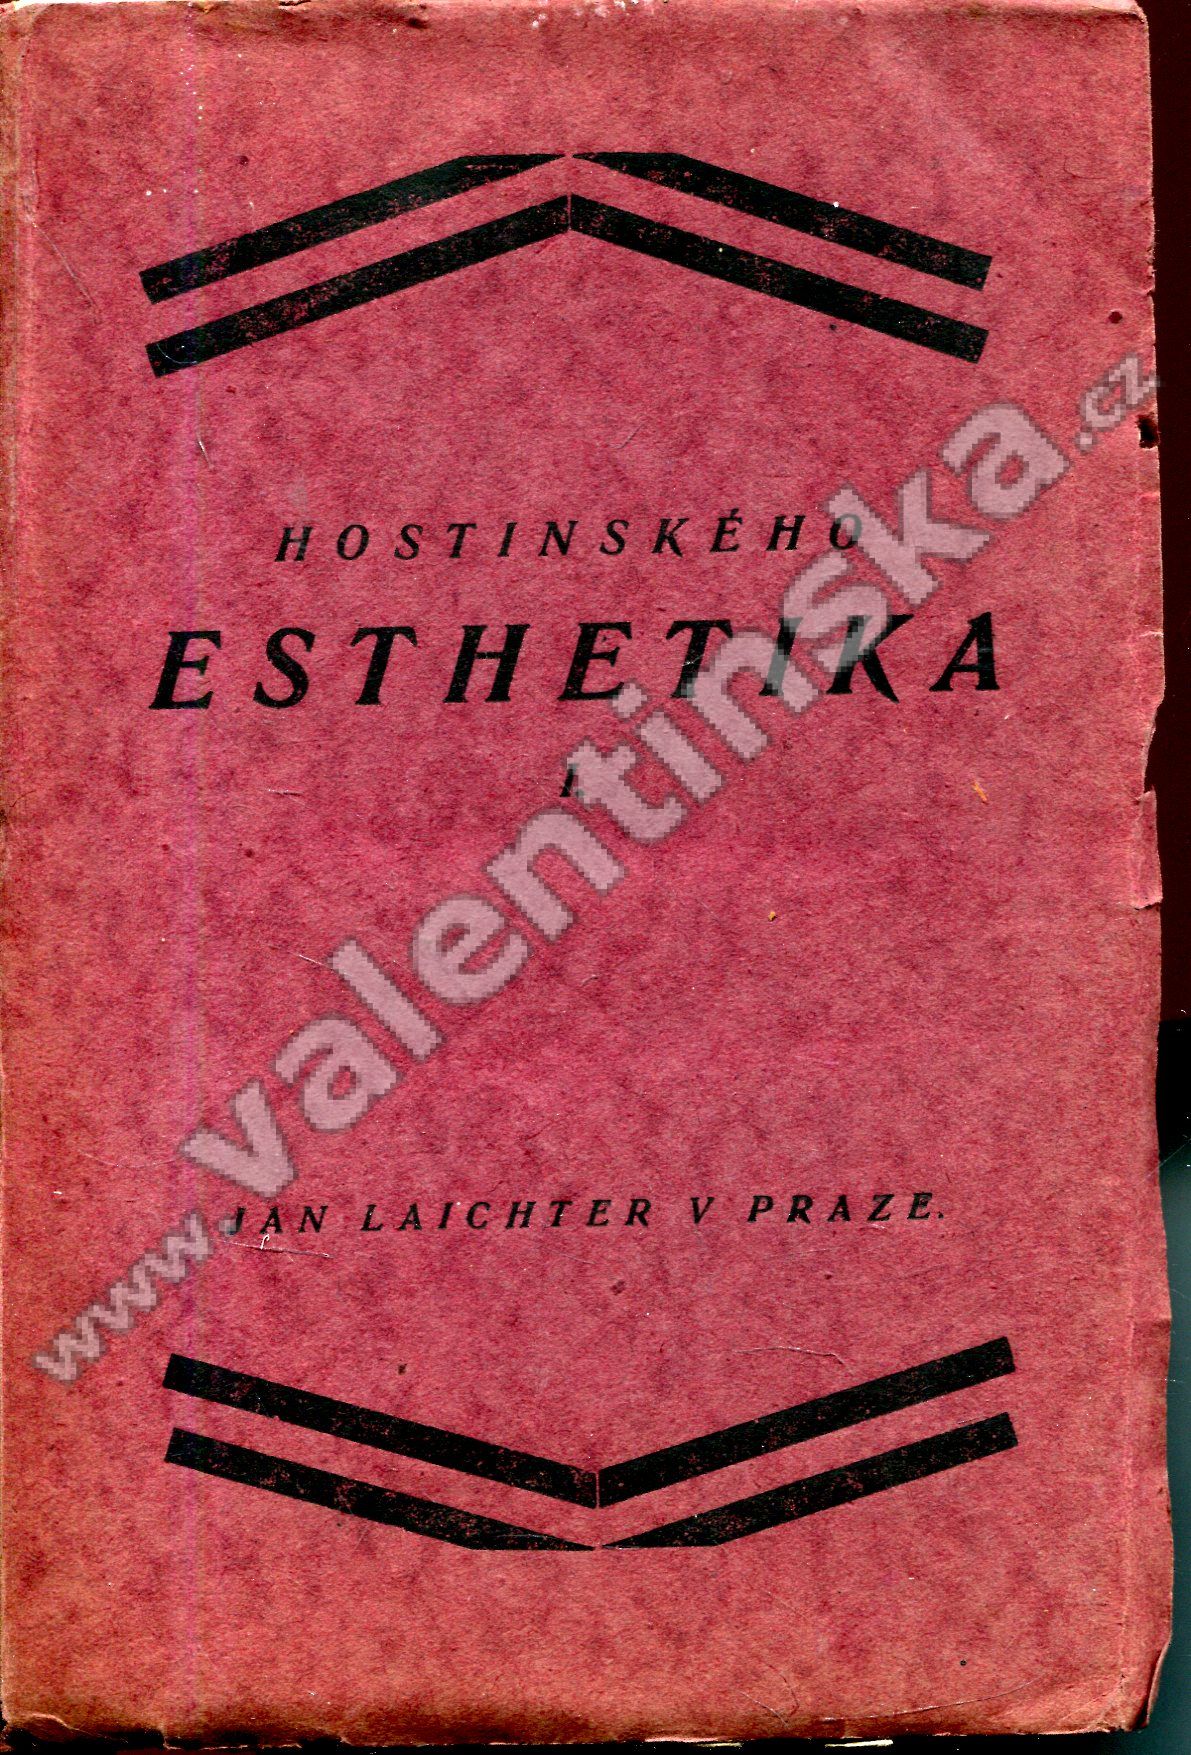 HOSTINSKÉHO
ESTHETIKA
I.
JAN LAICHTER V PRAZE.
www.valentinska.cz